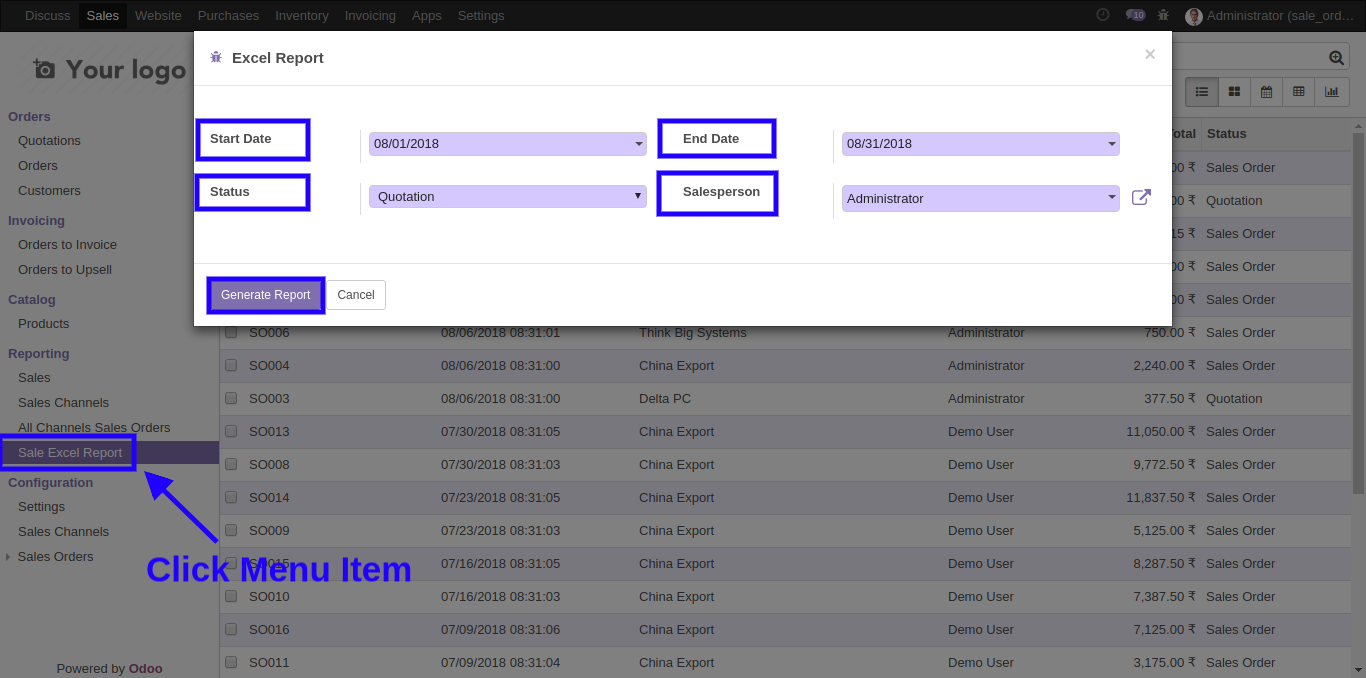 Discuss Sales Website Purchases Inventory Invoicing Apps Settings 10 Administrator (sale_ord...
Excel Report ×
Your logo
Start Date 08/01/2018 End Date 08/31/2018
Status Quotation Salesperson Administrator
Generate Report Cancel
Orders
Quotations
Orders
Customers
Invoicing
Orders to Invoice
Orders to Upsell
Catalog
Products
Reporting
Sales
Sales Channels
All Channels Sales Orders
Sale Excel Report
Configuration
Settings
Sales Channels
Sales Orders
Click Menu Item
Powered by Odoo
Status
Sales Order
Quotation
Sales Order
Sales Order
Sales Order
SO006 08/06/2018 08:31:01 Think Big Systems Administrator 750.00 ₹ Sales Order
SO004 08/06/2018 08:31:00 China Export Administrator 2,240.00 ₹ Sales Order
SO003 08/06/2018 08:31:00 Delta PC Administrator 377.50 ₹ Quotation
SO013 07/30/2018 08:31:05 China Export Demo User 11,050.00 ₹ Sales Order
SO008 07/30/2018 08:31:03 China Export Demo User 9,772.50 ₹ Sales Order
SO014 07/23/2018 08:31:05 China Export Demo User 11,837.50 ₹ Sales Order
SO009 07/23/2018 08:31:03 China Export Demo User 5,125.00 ₹ Sales Order
SO015 07/16/2018 08:31:05 China Export Demo User 8,287.50 ₹ Sales Order
SO010 07/16/2018 08:31:03 China Export Demo User 7,387.50 ₹ Sales Order
SO016 07/09/2018 08:31:06 China Export Demo User 7,125.00 ₹ Sales Order
SO011 07/09/2018 08:31:04 China Export Demo User 3,175.00 ₹ Sales Order